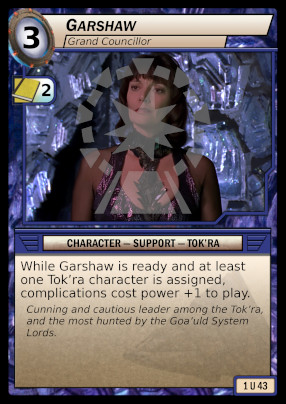 GARSHAW
3
Grand Councillor
2
CHARACTER – SUPPORT – TOK'RA
While Garshaw is ready and at least
one Tok'ra character is assigned,
complications cost power +1 to play.
Cunning and cautious leader among the Tok'ra,
and the most hunted by the Goa'uld System
Lords.
1 U 43